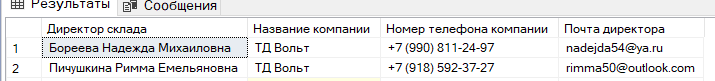 Результаты Сообщения
Директор склада Название компании Номер телефона компании Почта директора
1 Бореева Надежда Михаиловна ТД Вольт +7 (990) 811-24-97 nadejda54@ya.ru
2 Пичушкина Римма Емельяновна ТД Вольт +7 (918) 592-37-27 rimma50@outlook.com